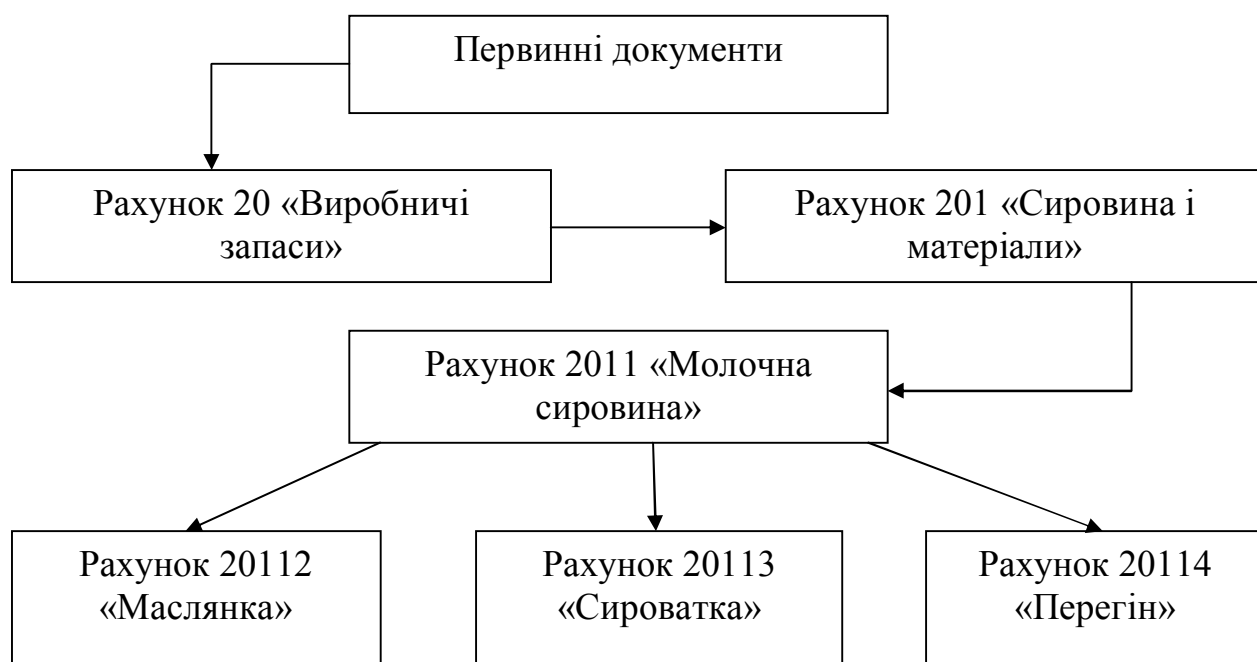 Первинні документи
Рахунок 20 «Виробничі
запаси»
Рахунок 201 «Сировина і
матеріали»
Рахунок 2011 «Молочна
сировина»
Рахунок 20112
«Маслянка»
Рахунок 20113
«Сироватка»
Рахунок 20114
«Перегін»